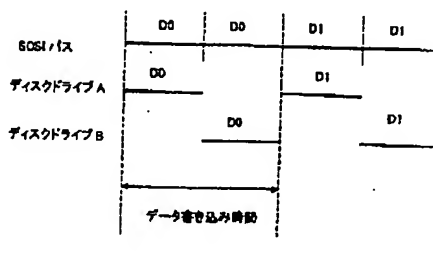 D0 D0 D1 D1
SCSIバス
D0 D1
ディスクドライブA
D0 D1
ディスクドライブB
データ書き込み時間